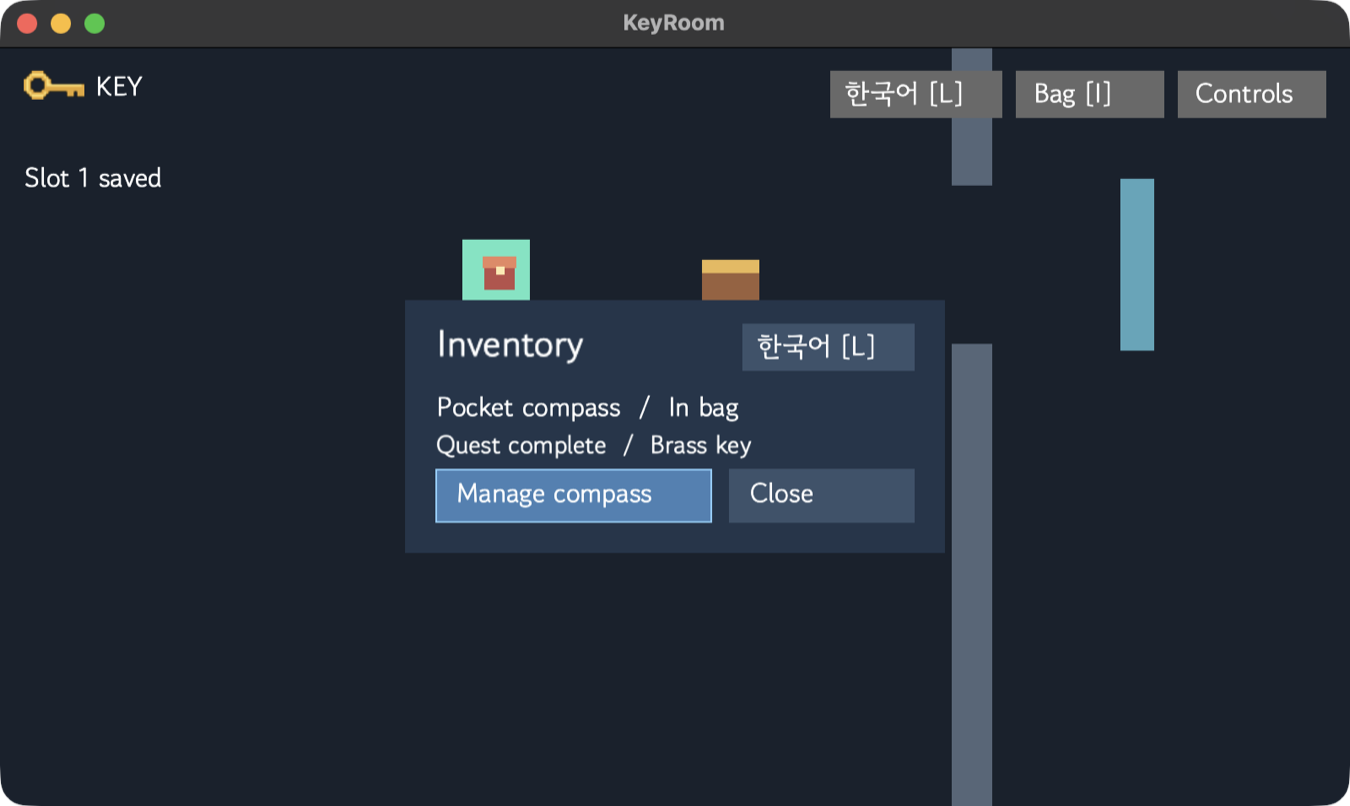 KeyRoom
KEY
한국어 [L]
Bag [I]
Controls
Slot 1 saved
Inventory
한국어 [L]
Pocket compass / In bag
Quest complete / Brass key
Manage compass
Close